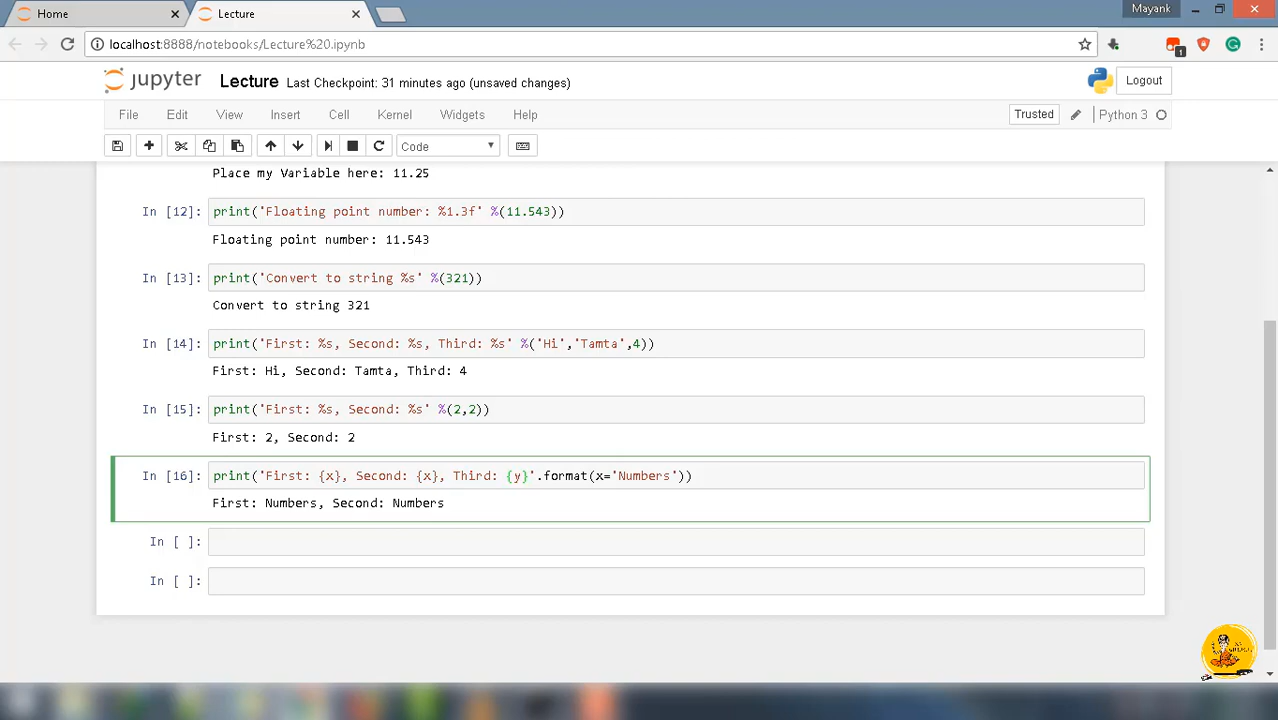 Home
Lecture
Mayank
localhost:8888/notebooks/Lecture%20.ipynb
1
jupyter Lecture Last Checkpoint: 31 minutes ago (unsaved changes)
Logout
File Edit View Insert Cell Kernel Widgets Help
Trusted Python 3
Code
Place my Variable here: 11.25
In [12]: print('Floating point number: %1.3f' %(11.543))
Floating point number: 11.543
In [13]: print('Convert to string %s' %(321))
Convert to string 321
In [14]: print('First: %s, Second: %s, Third: %s' %('Hi','Tamta',4))
First: Hi, Second: Tamta, Third: 4
In [15]: print('First: %s, Second: %s' %(2,2))
First: 2, Second: 2
In [16]: print('First: {x}, Second: {x}, Third: {y}'.format(x='Numbers'))
First: Numbers, Second: Numbers
In [ ]:
In [ ]: